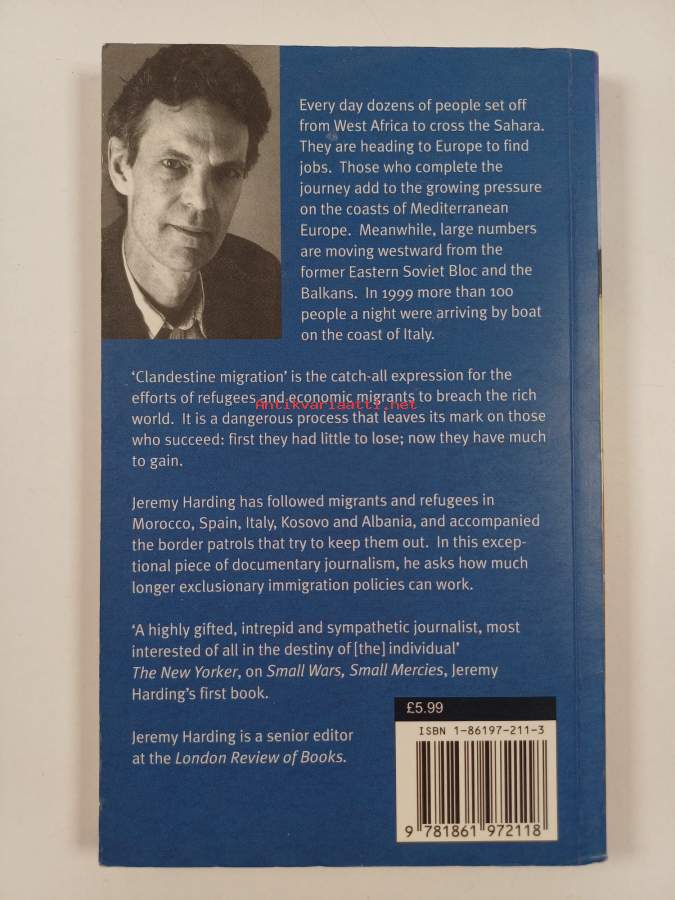 Every day dozens of people set off
from West Africa to cross the Sahara.
They are heading to Europe to find
jobs. Those who complete the
journey add to the growing pressure
on the coasts of Mediterranean
Europe. Meanwhile, large numbers
are moving westward from the
former Eastern Soviet Bloc and the
Balkans. In 1999 more than 100
people a night were arriving by boat
on the coast of Italy.
‘Clandestine migration’ is the catch-all expression for the
efforts of refugees and economic migrants to breach the rich
Antikvariaatti.net
world. It is a dangerous process that leaves its mark on those
who succeed: first they had little to lose; now they have much
to gain.
Jeremy Harding has followed migrants and refugees in
Morocco, Spain, Italy, Kosovo and Albania, and accompanied
the border patrols that try to keep them out. In this excep-
tional piece of documentary journalism, he asks how much
longer exclusionary immigration policies can work.
‘A highly gifted, intrepid and sympathetic journalist, most
interested of all in the destiny of [the] individual’
The New Yorker, on Small Wars, Small Mercies, Jeremy
Harding’s first book.
Jeremy Harding is a senior editor
at the London Review of Books.
£5.99
ISBN 1-86197-211-3
9 781861 972118